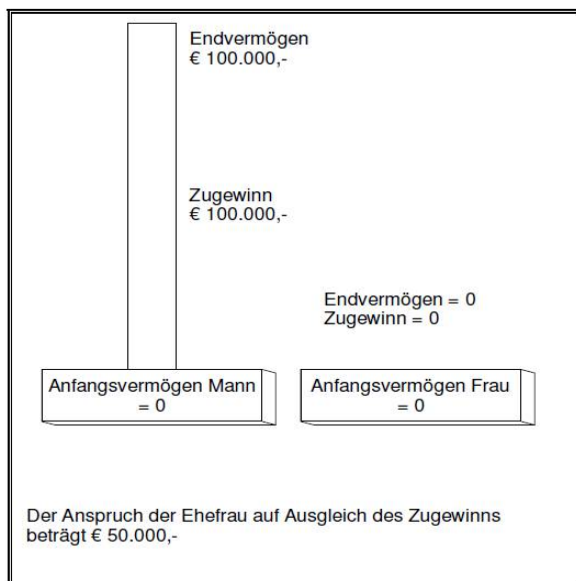 Endvermögen
€ 100.000,-
Zugewinn
€ 100.000,-
Endvermögen = 0
Zugewinn = 0
Anfangsvermögen Mann
= 0
Anfangsvermögen Frau
= 0
Der Anspruch der Ehefrau auf Ausgleich des Zugewinns
beträgt € 50.000,-